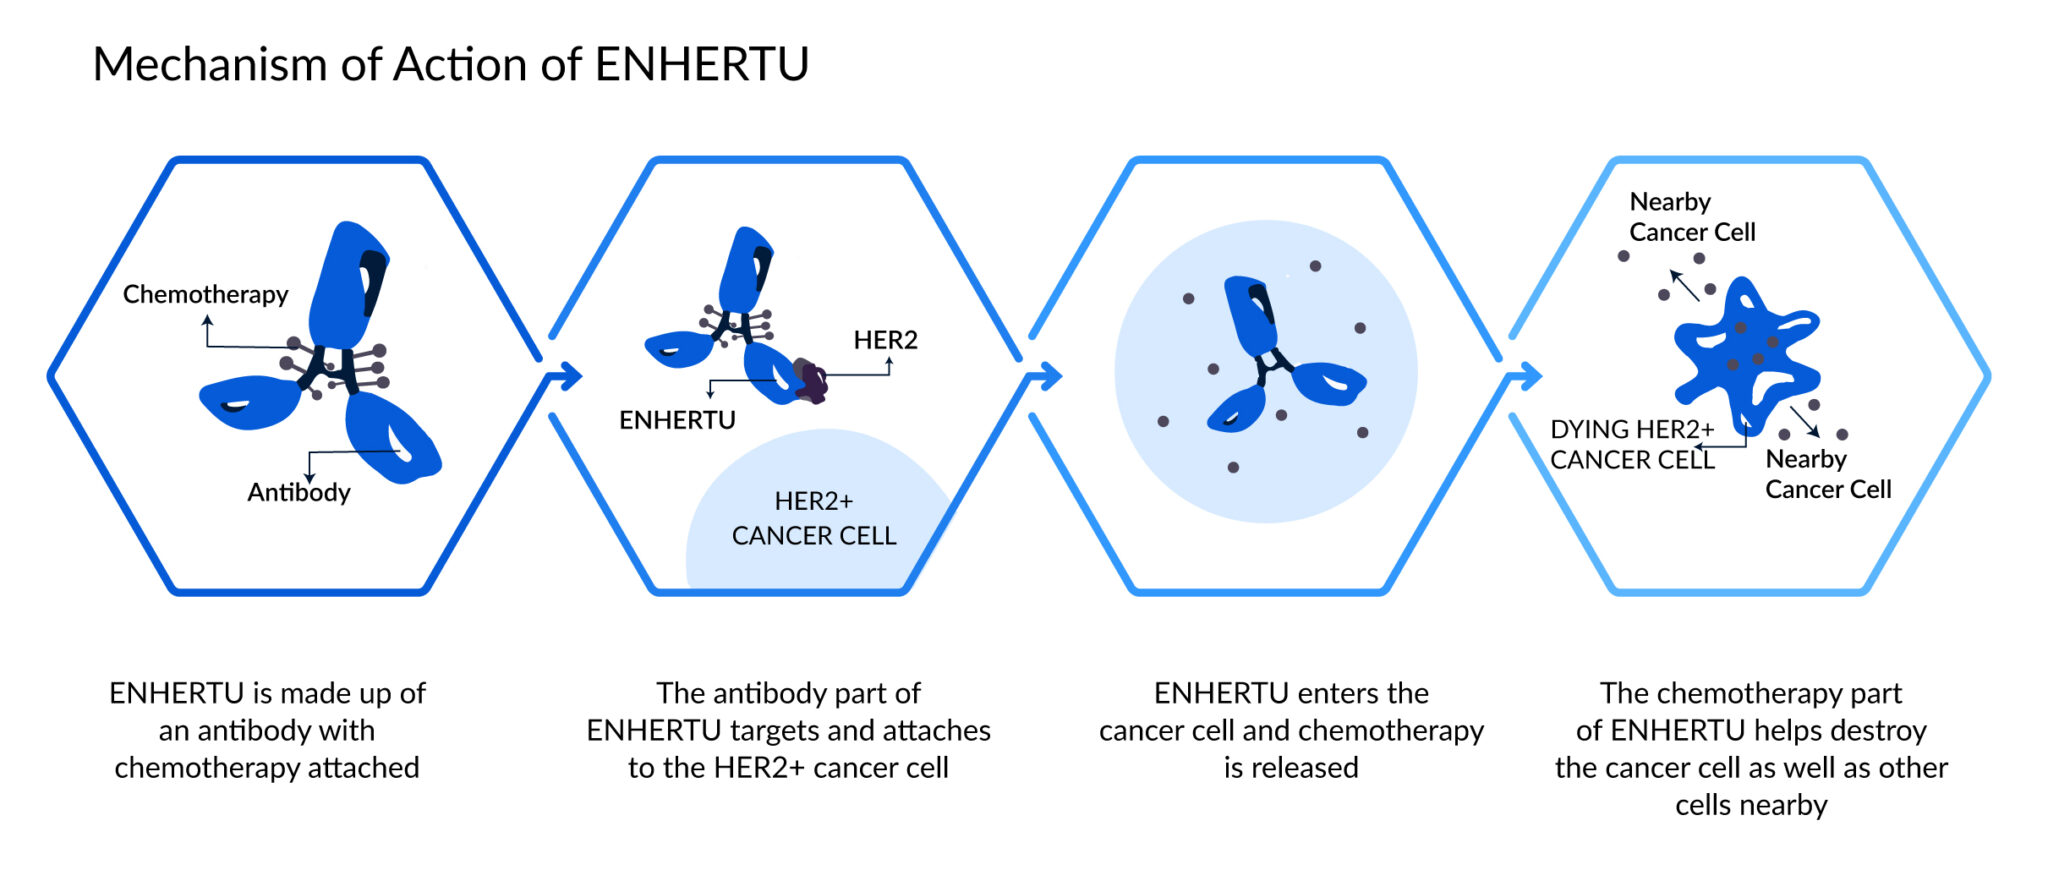 Mechanism of Action of ENHERTU
Chemotherapy
Antibody
HER2
ENHERTU
HER2+
CANCER CELL
Nearby
Cancer Cell
DYING HER2+
CANCER CELL
Nearby
Cancer Cell
ENHERTU is made up of
an antibody with
chemotherapy attached
The antibody part of
ENHERTU targets and attaches
to the HER2+ cancer cell
ENHERTU enters the
cancer cell and chemotherapy
is released
The chemotherapy part
of ENHERTU helps destroy
the cancer cell as well as other
cells nearby